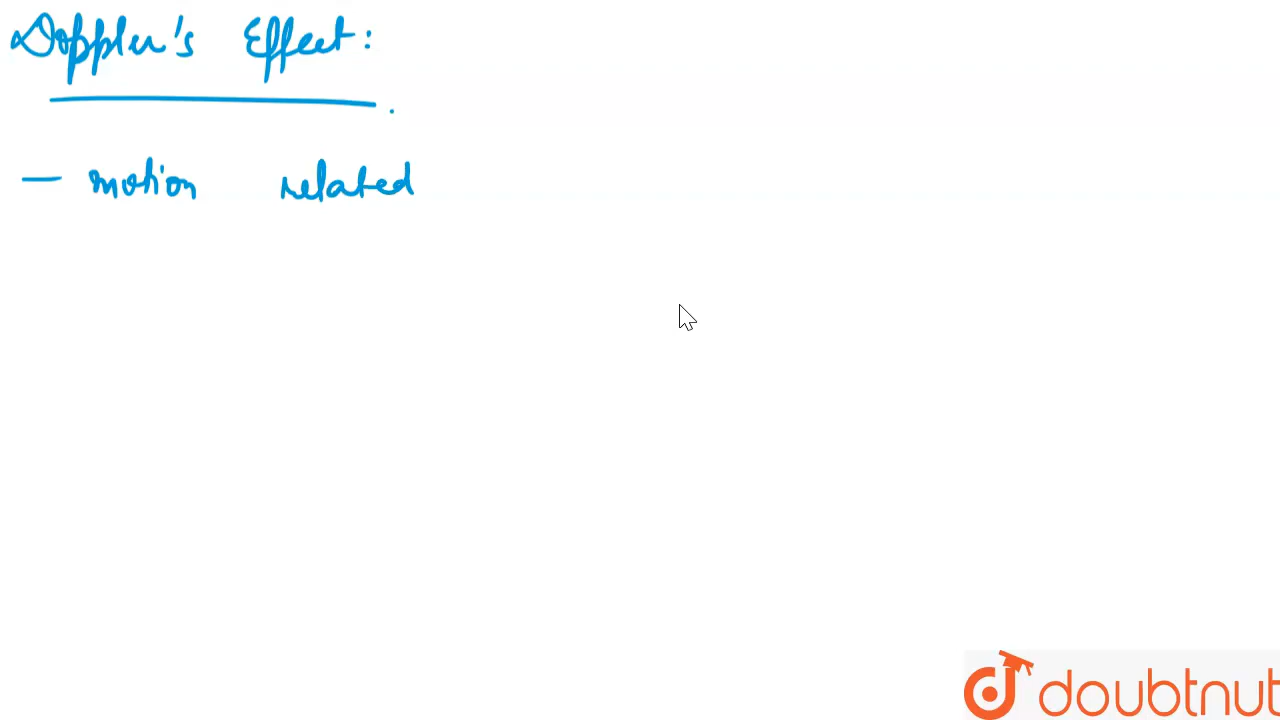 Doppler's Effect:
— motion related
doubtnut